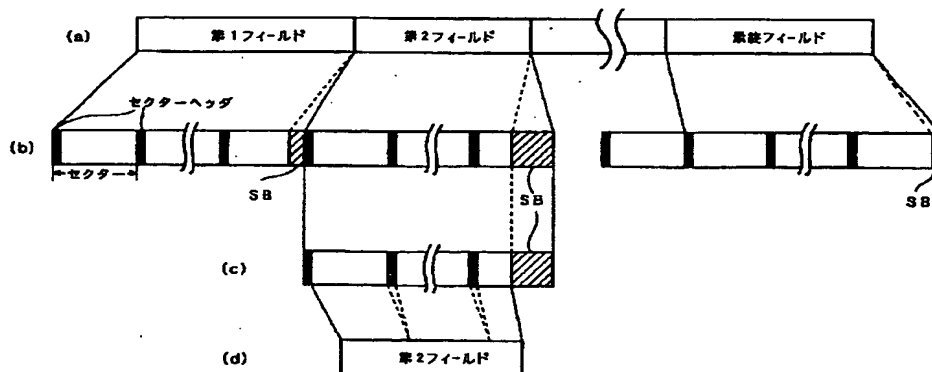 (a) 第1フィールド 第2フィールド 最終フィールド
セクターヘッダ
(b)
セクター
SB
SB
SB
(c)
(d) 第2フィールド